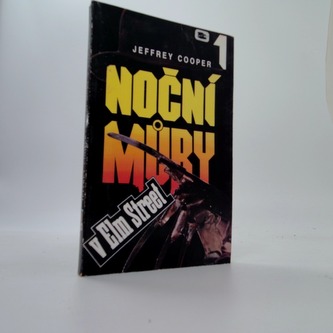 1
JEFFREY COOPER
NOČNÍ
MŮRY
v Elm Street